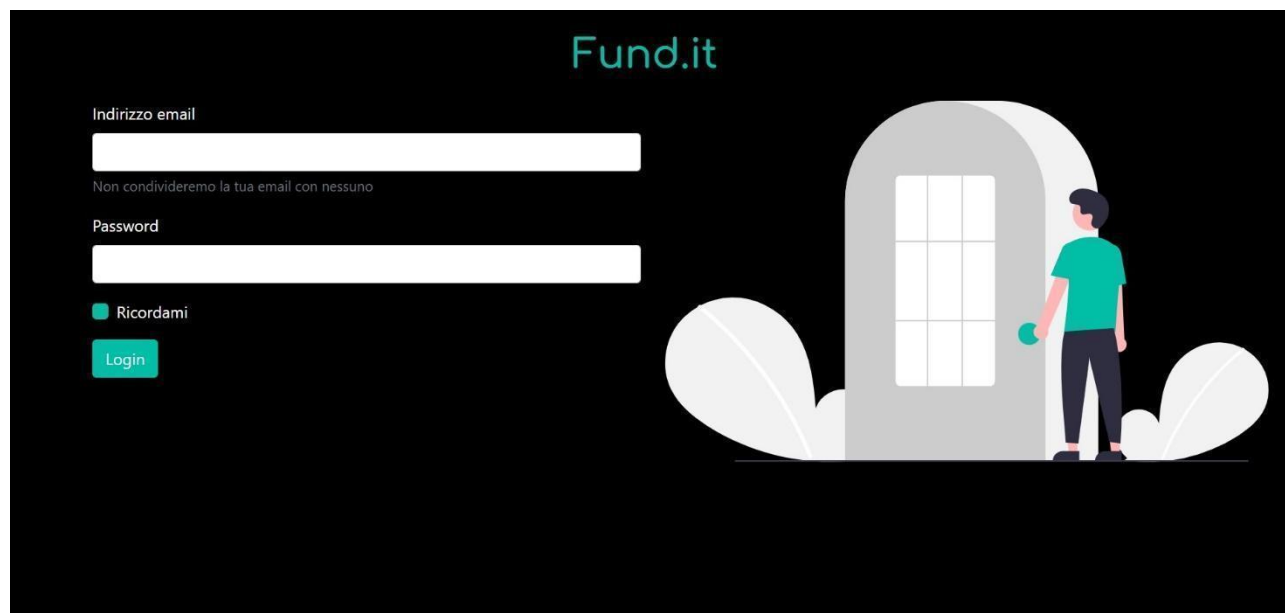 Fund.it
Indirizzo email
Non condivideremo la tua email con nessuno
Password
Ricordami
Login